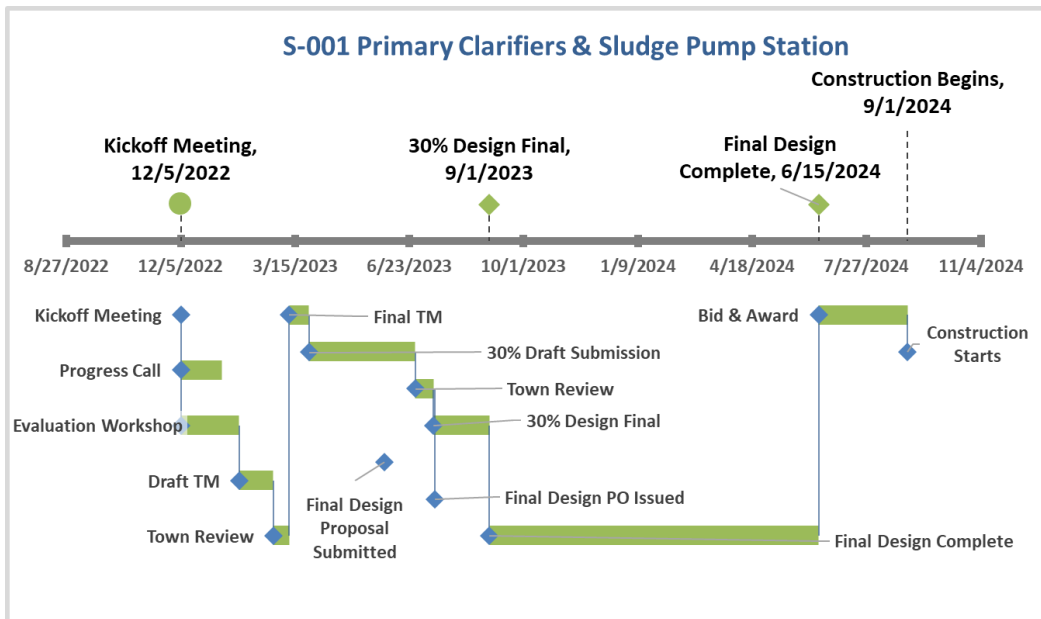 S-001 Primary Clarifiers & Sludge Pump Station
Construction Begins,
9/1/2024
Kickoff Meeting,
12/5/2022
30% Design Final,
9/1/2023
Final Design
Complete, 6/15/2024
8/27/2022
12/5/2022
3/15/2023
6/23/2023
10/1/2023
1/9/2024
4/18/2024
7/27/2024
11/4/2024
Kickoff Meeting
Final TM
Bid & Award
Construction
Starts
30% Draft Submission
Progress Call
Town Review
Evaluation Workshop
30% Design Final
Draft TM
Final Design
Proposal
Submitted
Final Design PO Issued
Town Review
Final Design Complete